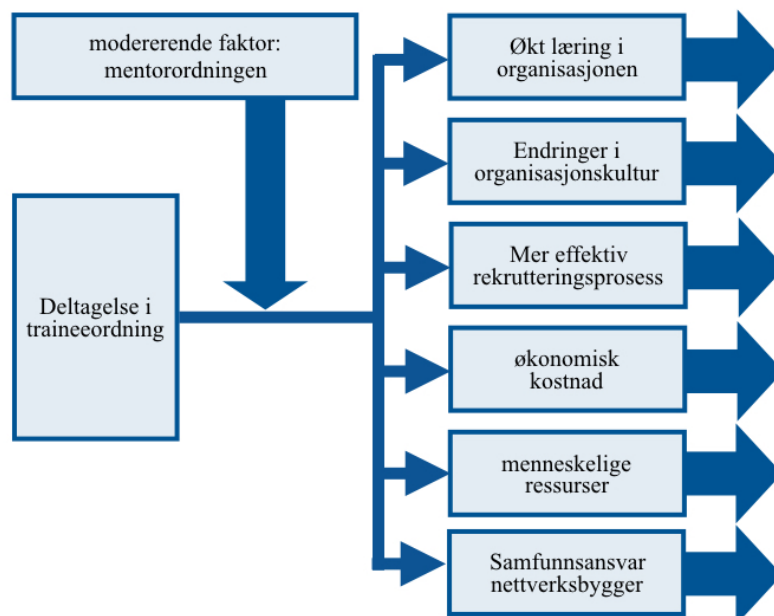 modererende faktor:
mentorordningen
Deltagelse i
traineeordning
Økt læring i
organisasjonen
Endringer i
organisasjonskultur
Mer effektiv
rekrutteringsprosess
økonomisk
kostnad
menneskelige
ressurser
Samfunnsansvar
nettverksbygger